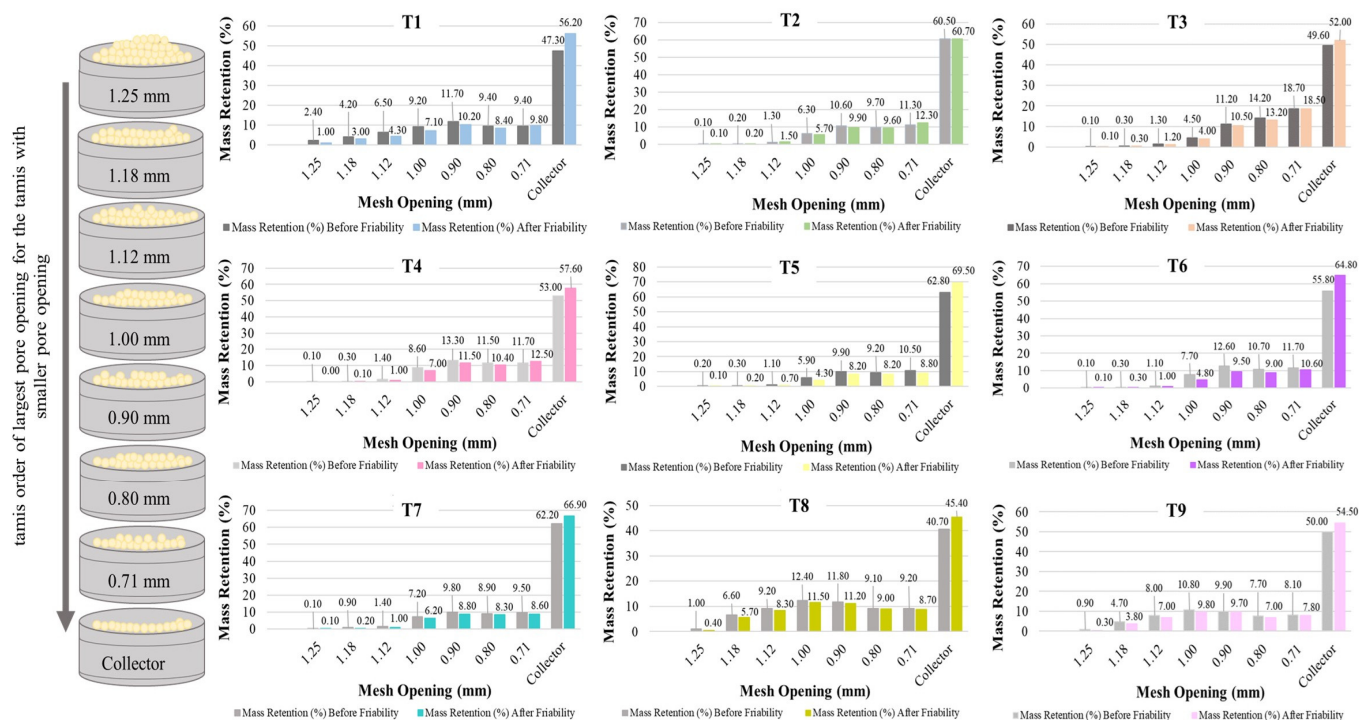 tamis order of largest pore opening for the tamis with
smaller pore opening
1.25 mm
1.18 mm
1.12 mm
1.00 mm
0.90 mm
0.80 mm
0.71 mm
Collector
T1
Mass Retention (%)
60
50
40
30
20
10
0
2.40 4.20 6.50 9.20 11.70 9.40 9.40 47.30
1.00 3.00 4.30 7.10 10.20 8.40 9.80 56.20
1.25 1.18 1.12 1.00 0.90 0.80 0.71 Collector
Mesh Opening (mm)
Mass Retention (%) Before Friability Mass Retention (%) After Friability
T2
Mass Retention (%)
70
60
50
40
30
20
10
0
0.10 0.20 1.30 6.30 10.60 9.70 11.30 60.50
0.10 0.20 1.50 5.70 9.90 9.60 12.30 60.70
1.25 1.18 1.12 1.00 0.90 0.80 0.71 Collector
Mesh Opening (mm)
Mass Retention (%) Before Friability Mass Retention (%) After Friability
T3
Mass Retention (%)
60
50
40
30
20
10
0
0.10 0.30 1.30 4.50 11.20 14.20 18.70 49.60
0.10 0.30 1.20 4.00 10.50 13.20 18.50 52.00
1.25 1.18 1.12 1.00 0.90 0.80 0.71 Collector
Mesh Opening (mm)
Mass Retention (%) Before Friability Mass Retention (%) After Friability
T4
Mass Retention (%)
70
60
50
40
30
20
10
0
0.10 0.30 1.40 8.60 13.30 11.50 11.70 53.00
0.00 0.10 1.00 7.00 11.50 10.40 12.50 57.60
1.25 1.18 1.12 1.00 0.90 0.80 0.71 Collector
Mesh Opening (mm)
Mass Retention (%) Before Friability Mass Retention (%) After Friability
T5
Mass Retention (%)
80
70
60
50
40
30
20
10
0
0.20 0.30 1.10 5.90 9.90 9.20 10.50 62.80
0.10 0.20 0.70 4.30 8.20 8.20 8.80 69.50
1.25 1.18 1.12 1.00 0.90 0.80 0.71 Collector
Mesh Opening (mm)
Mass Retention (%) Before Friability Mass Retention (%) After Friability
T6
Mass Retention (%)
70
60
50
40
30
20
10
0
0.10 0.30 1.10 7.70 12.60 10.70 11.70 55.80
0.10 0.30 1.00 4.80 9.50 9.00 10.60 64.80
1.25 1.18 1.12 1.00 0.90 0.80 0.71 Collector
Mesh Opening (mm)
Mass Retention (%) Before Friability Mass Retention (%) After Friability
T7
Mass Retention (%)
70
60
50
40
30
20
10
0
0.10 0.90 1.40 7.20 9.80 8.90 9.50 62.20
0.10 0.20 1.00 6.20 8.80 8.30 8.60 66.90
1.25 1.18 1.12 1.00 0.90 0.80 0.71 Collector
Mesh Opening (mm)
Mass Retention (%) Before Friability Mass Retention (%) After Friability
T8
Mass Retention (%)
50
40
30
20
10
0
1.00 6.60 9.20 12.40 11.80 9.10 9.20 40.70
0.40 5.70 8.30 11.50 11.20 9.00 8.70 45.40
1.25 1.18 1.12 1.00 0.90 0.80 0.71 Collector
Mesh Opening (mm)
Mass Retention (%) Before Friability Mass Retention (%) After Friability
T9
Mass Retention (%)
60
50
40
30
20
10
0
0.90 4.70 8.00 10.80 9.90 7.70 8.10 50.00
0.30 3.80 7.00 9.80 9.70 7.00 7.80 54.50
1.25 1.18 1.12 1.00 0.90 0.80 0.71 Collector
Mesh Opening (mm)
Mass Retention (%) Before Friability Mass Retention (%) After Friability